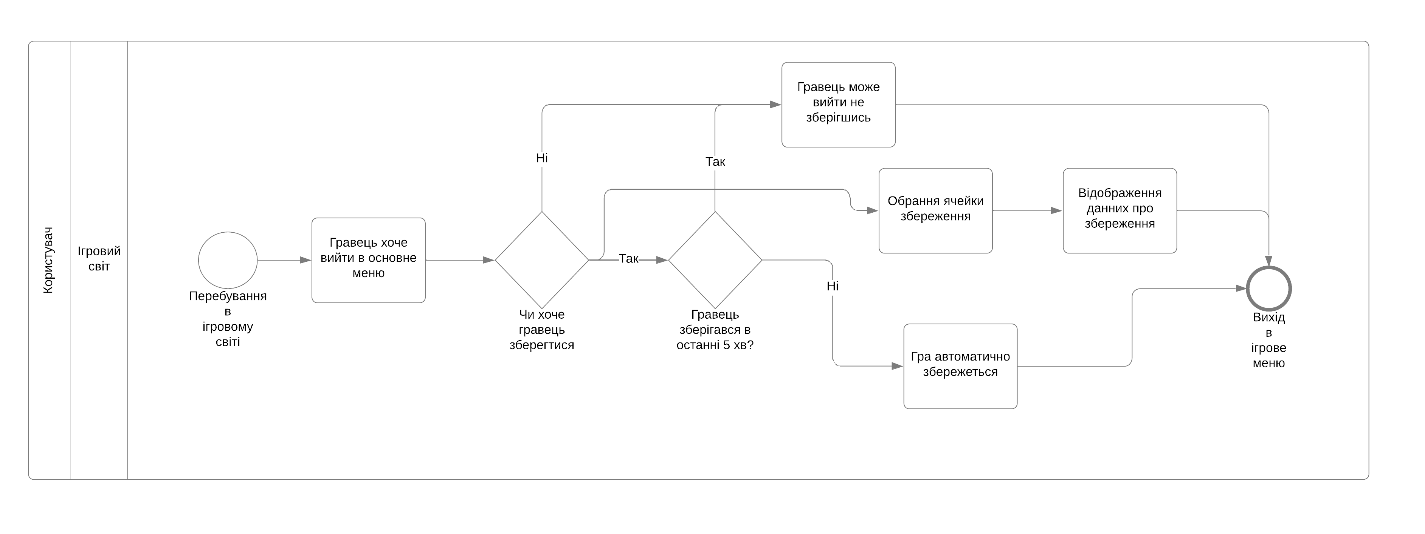 Користувач
Ігровий
світ
Перебування
в
ігровому
світі
Гравець хоче
вийти в основне
меню
Чи хоче
гравець
зберегтися
Ні
Так
Гравець
зберігався в
останні 5 хв?
Так
Ні
Гравець може
вийти не
зберігшись
Обрання ячейки
збереження
Відображення
данних про
збереження
Гра автоматично
збережеться
Вихід
в
ігрове
меню